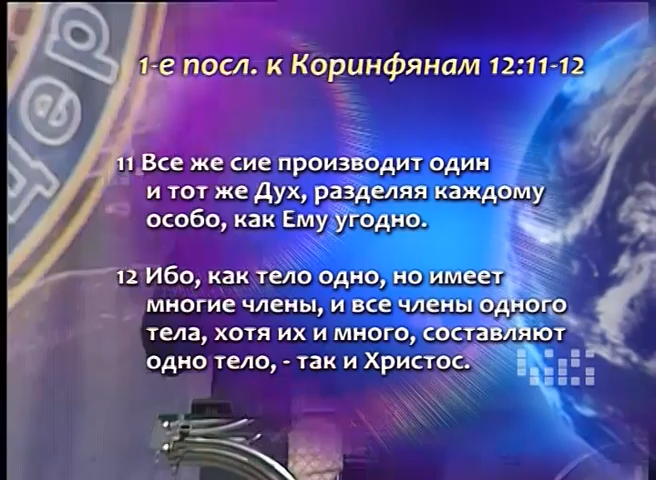 1-е посл. к Коринфянам 12:11-12
11 Все же сие производит один
и тот же Дух, разделяя каждому
особо, как Ему угодно.
12 Ибо, как тело одно, но имеет
многие члены, и все члены одного
тела, хотя их и много, составляют
одно тело, - так и Христос.